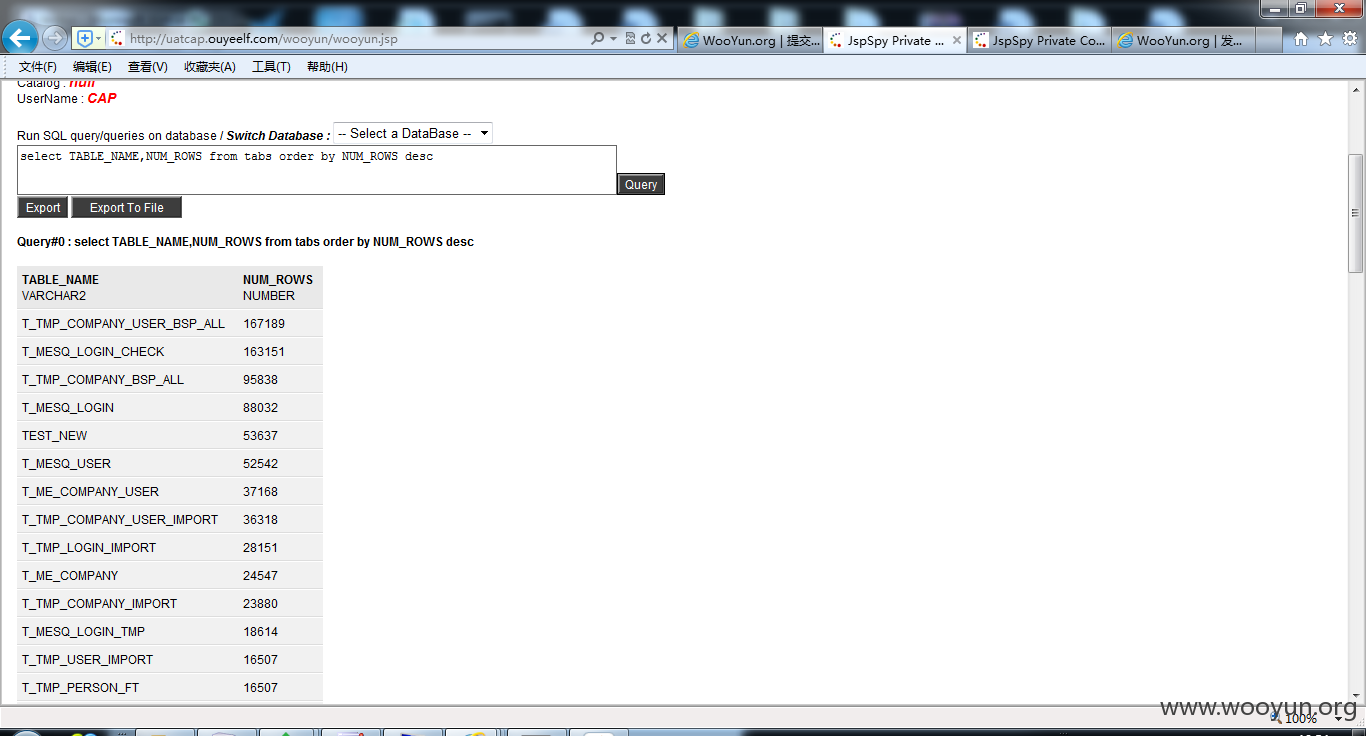 http://uatcap.ouyeelf.com/wooyun/wooyun.jsp
WooYun.org | 提交...
JspSpy Private ...
JspSpy Private Co...
WooYun.org | 发...
文件(F) 编辑(E) 查看(V) 收藏夹(A) 工具(T) 帮助(H)
Catalog : null
UserName : CAP
Run SQL query/queries on database / Switch Database : -- Select a DataBase --
select TABLE_NAME,NUM_ROWS from tabs order by NUM_ROWS desc
Query
Export Export To File
Query#0 : select TABLE_NAME,NUM_ROWS from tabs order by NUM_ROWS desc
TABLE_NAME NUM_ROWS
VARCHAR2 NUMBER
T_TMP_COMPANY_USER_BSP_ALL 167189
T_MESQ_LOGIN_CHECK 163151
T_TMP_COMPANY_BSP_ALL 95838
T_MESQ_LOGIN 88032
TEST_NEW 53637
T_MESQ_USER 52542
T_ME_COMPANY_USER 37168
T_TMP_COMPANY_USER_IMPORT 36318
T_TMP_LOGIN_IMPORT 28151
T_ME_COMPANY 24547
T_TMP_COMPANY_IMPORT 23880
T_MESQ_LOGIN_TMP 18614
T_TMP_USER_IMPORT 16507
T_TMP_PERSON_FT 16507
www.wooyun.org
100%